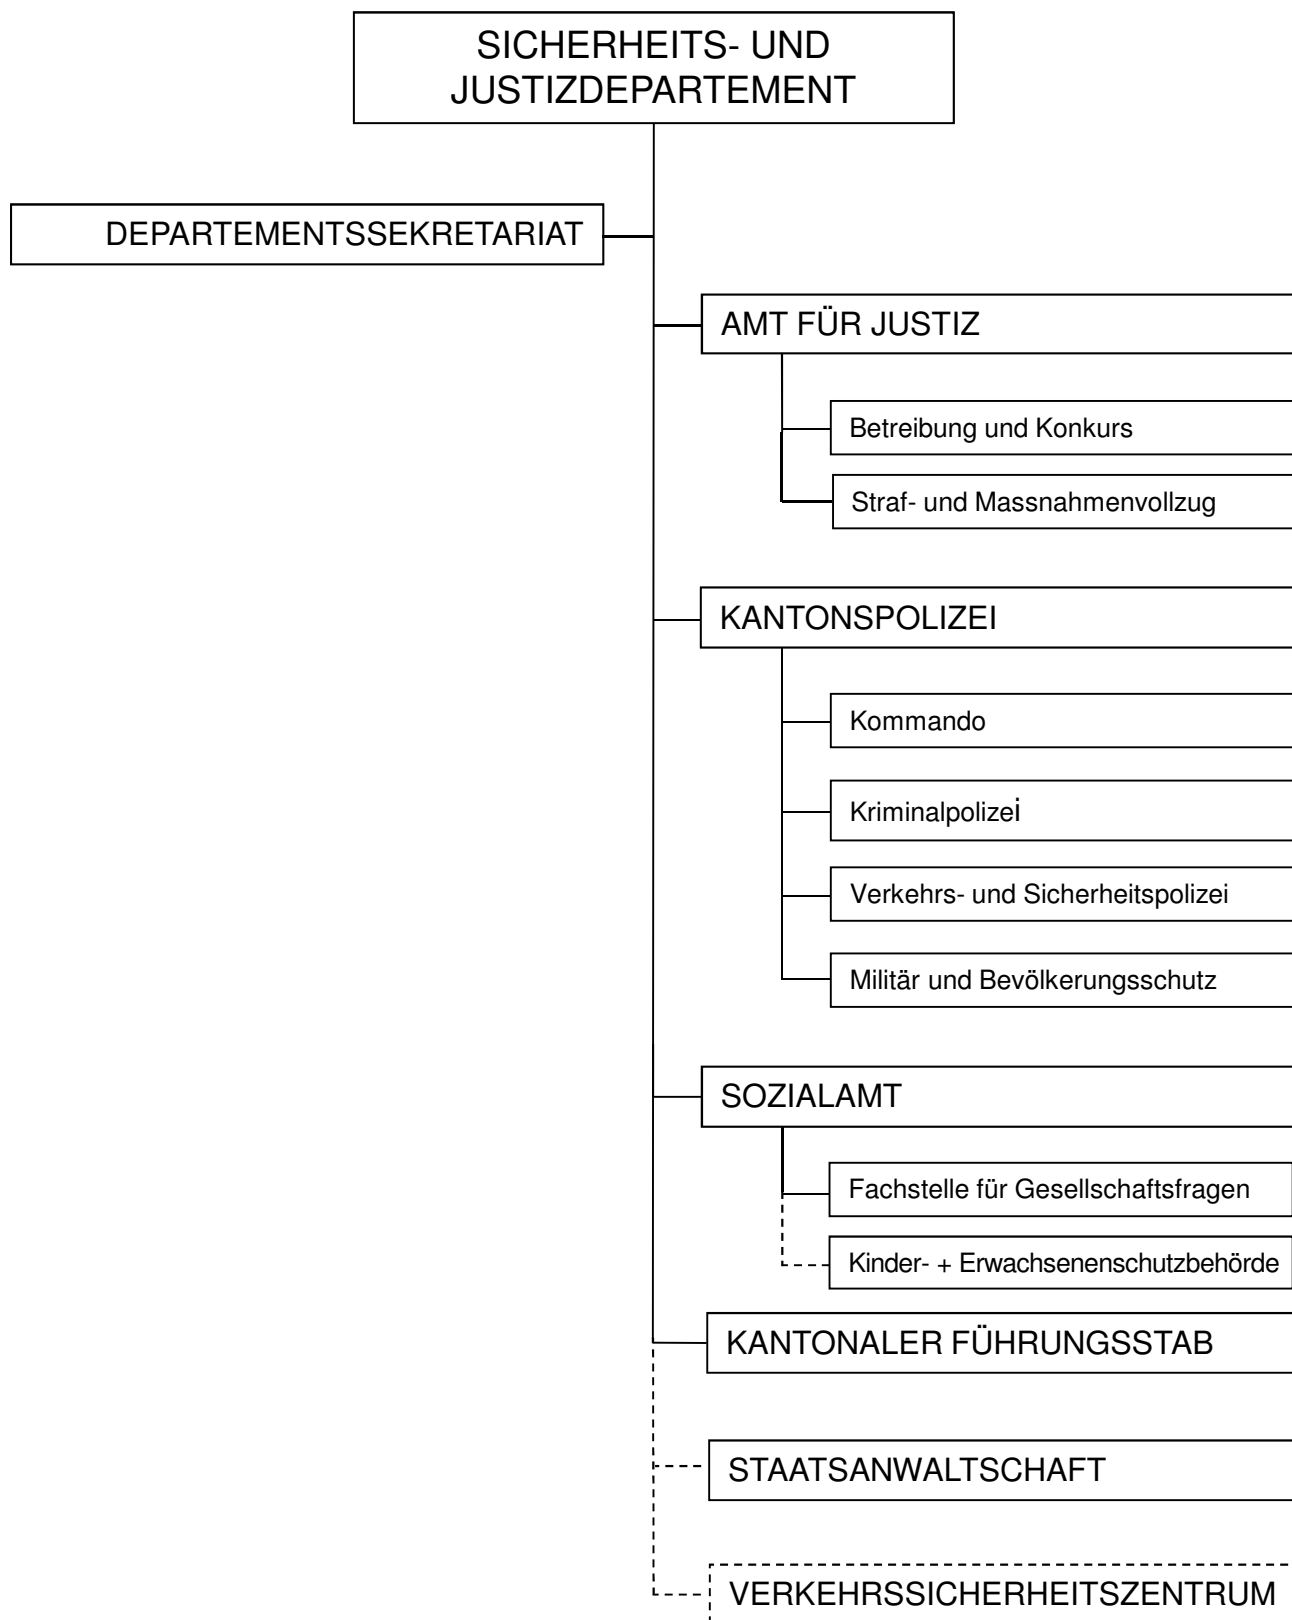 SICHERHEITS- UND
JUSTIZDEPARTEMENT
DEPARTEMENTSSEKRETARIAT
AMT FÜR JUSTIZ
Betreibung und Konkurs
Straf- und Massnahmenvollzug
KANTONSPOLIZEI
Kommando
Kriminalpolizei
Verkehrs- und Sicherheitspolizei
Militär und Bevölkerungsschutz
SOZIALAMT
Fachstelle für Gesellschaftsfragen
Kinder- + Erwachsenenschutzbehörde
KANTONALER FÜHRUNGSSTAB
STAATSANWALTSCHAFT
VERKEHRSSICHERHEITSZENTRUM